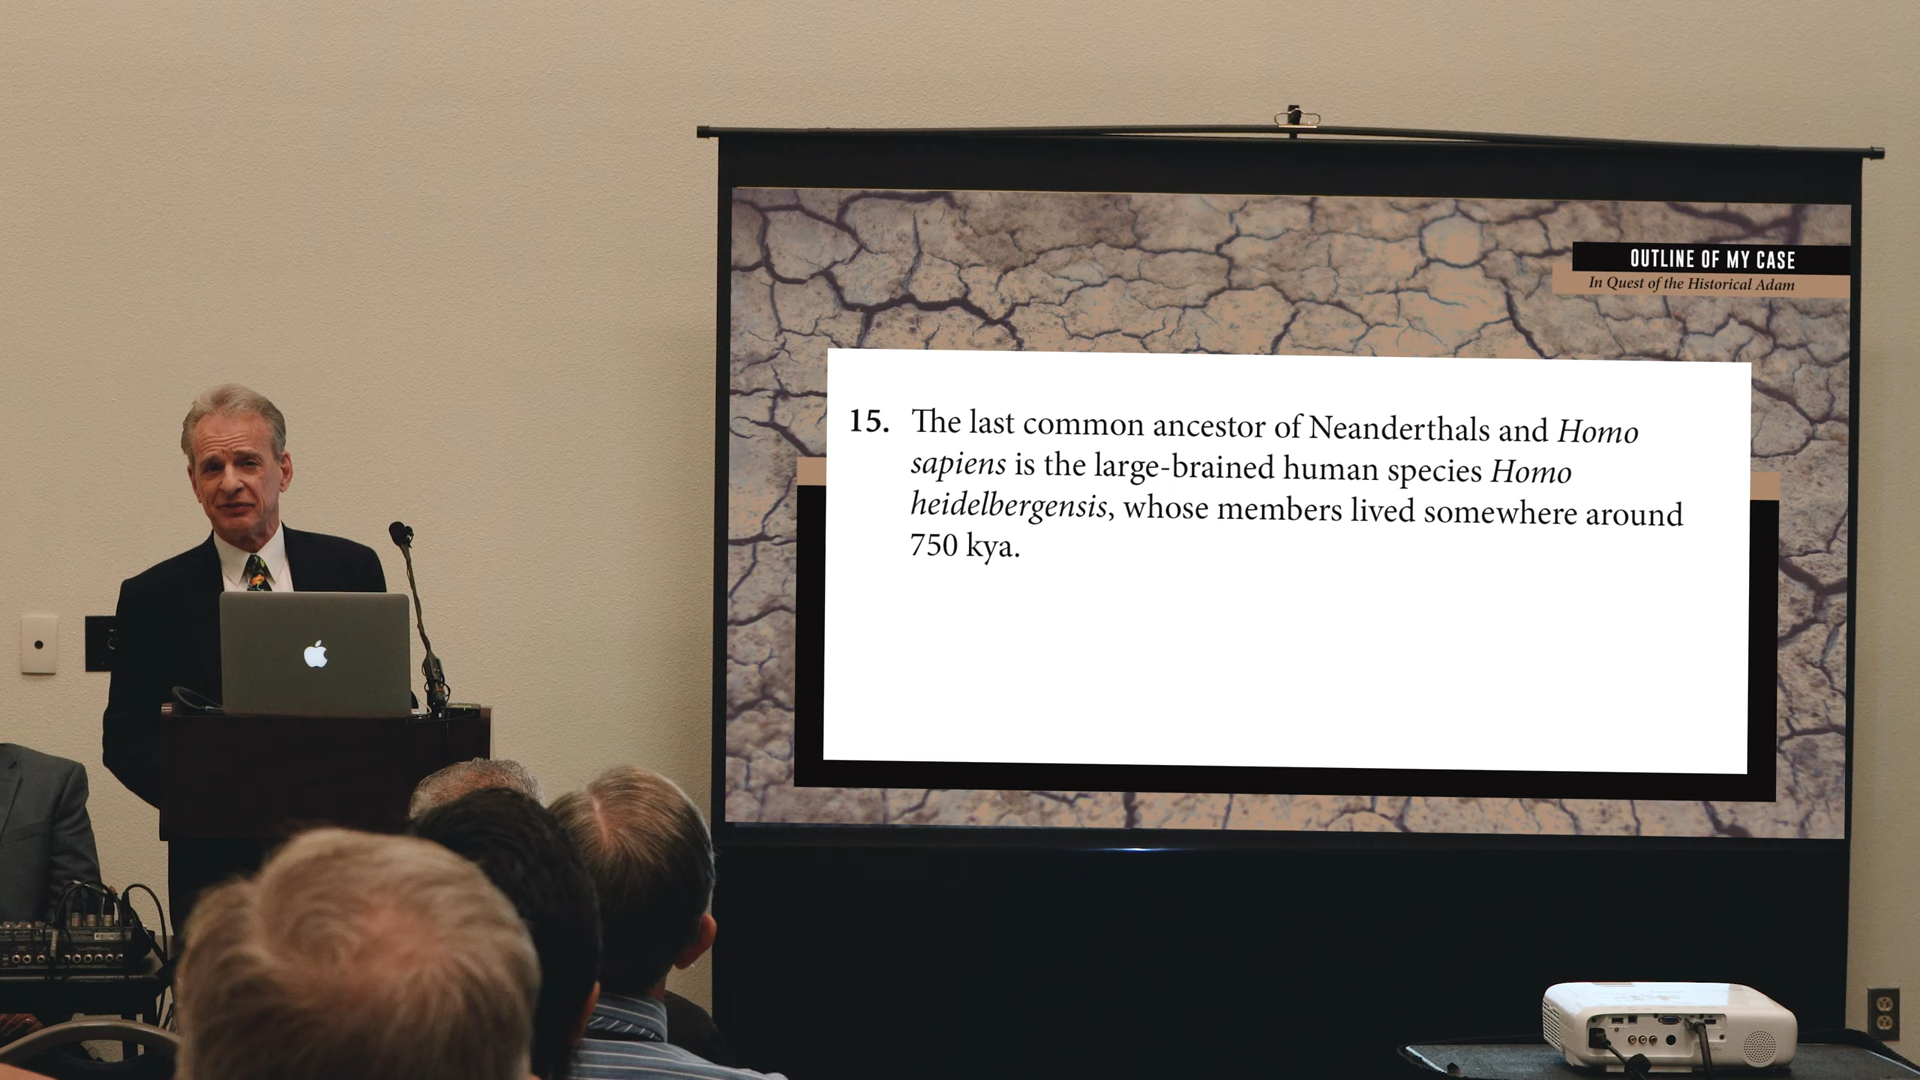 OUTLINE OF MY CASE
In Quest of the Historical Adam
15. The last common ancestor of Neanderthals and Homo
sapiens is the large-brained human species Homo
heidelbergensis, whose members lived somewhere around
750 kya.